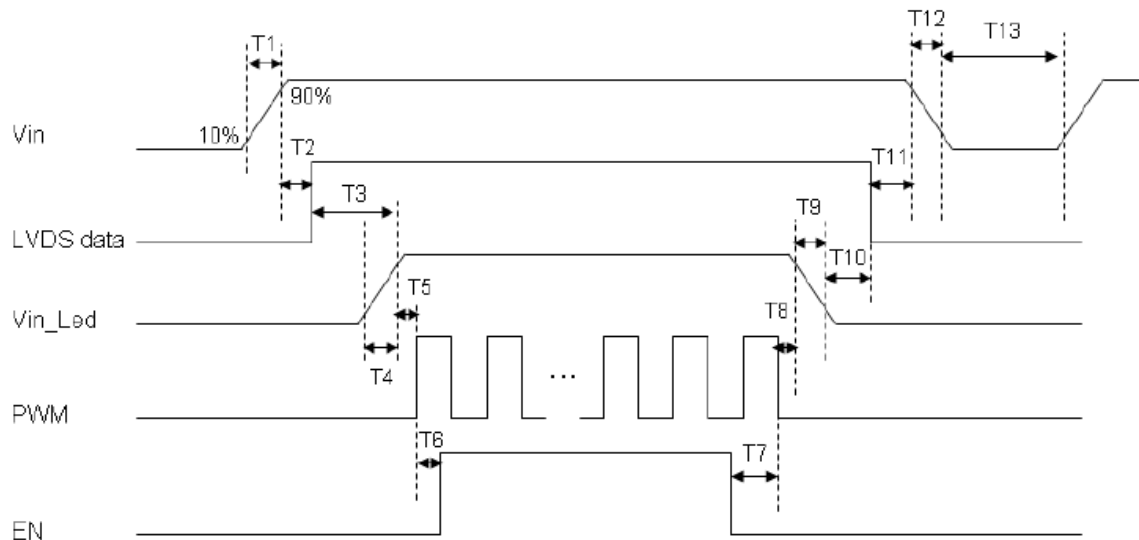 T1
T12
T13
90%
Vin
10%
T2
T11
T3
T9
LVDS data
T10
T5
Vin_Led
T8
T4
...
PWM
T6
T7
EN